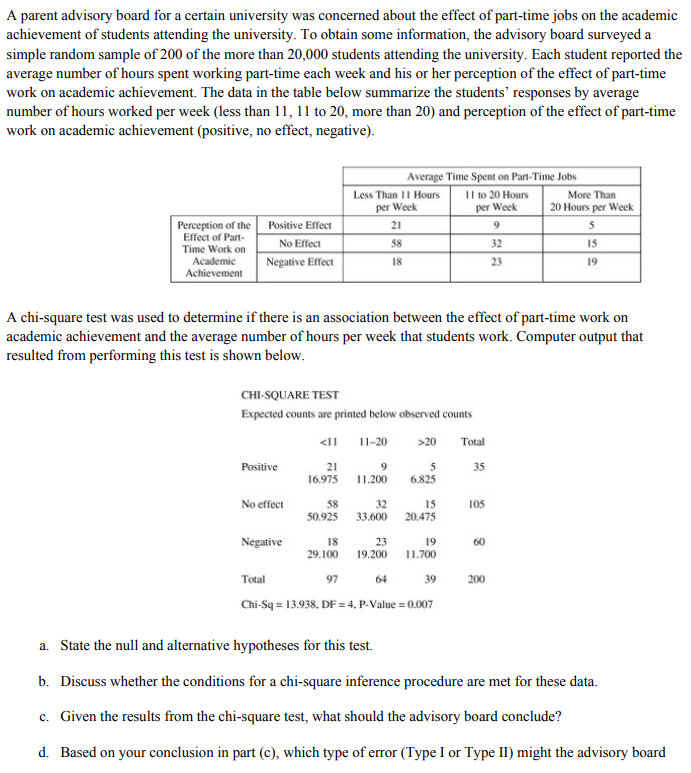 A parent advisory board for a certain university was concerned about the effect of part-time jobs on the academic
achievement of students attending the university. To obtain some information, the advisory board surveyed a
simple random sample of 200 of the more than 20,000 students attending the university. Each student reported the
average number of hours spent working part-time each week and his or her perception of the effect of part-time
work on academic achievement. The data in the table below summarize the students' responses by average
number of hours worked per week (less than 11, 11 to 20, more than 20) and perception of the effect of part-time
work on academic achievement (positive, no effect, negative).
Average Time Spent on Part-Time Jobs
Less Than 11 Hours per Week 11 to 20 Hours per Week More Than 20 Hours per Week
Perception of the Effect of Part-Time Work on Academic Achievement
Positive Effect 21 9 5
No Effect 58 32 15
Negative Effect 18 23 19
A chi-square test was used to determine if there is an association between the effect of part-time work on
academic achievement and the average number of hours per week that students work. Computer output that
resulted from performing this test is shown below.
CHI-SQUARE TEST
Expected counts are printed below observed counts
<11 11–20 >20 Total
Positive 21 9 5 35
16.975 11.200 6.825
No effect 58 32 15 105
50.925 33.600 20.475
Negative 18 23 19 60
29.100 19.200 11.700
Total 97 64 39 200
Chi-Sq = 13.938, DF = 4, P-Value = 0.007
a. State the null and alternative hypotheses for this test.
b. Discuss whether the conditions for a chi-square inference procedure are met for these data.
c. Given the results from the chi-square test, what should the advisory board conclude?
d. Based on your conclusion in part (c), which type of error (Type I or Type II) might the advisory board